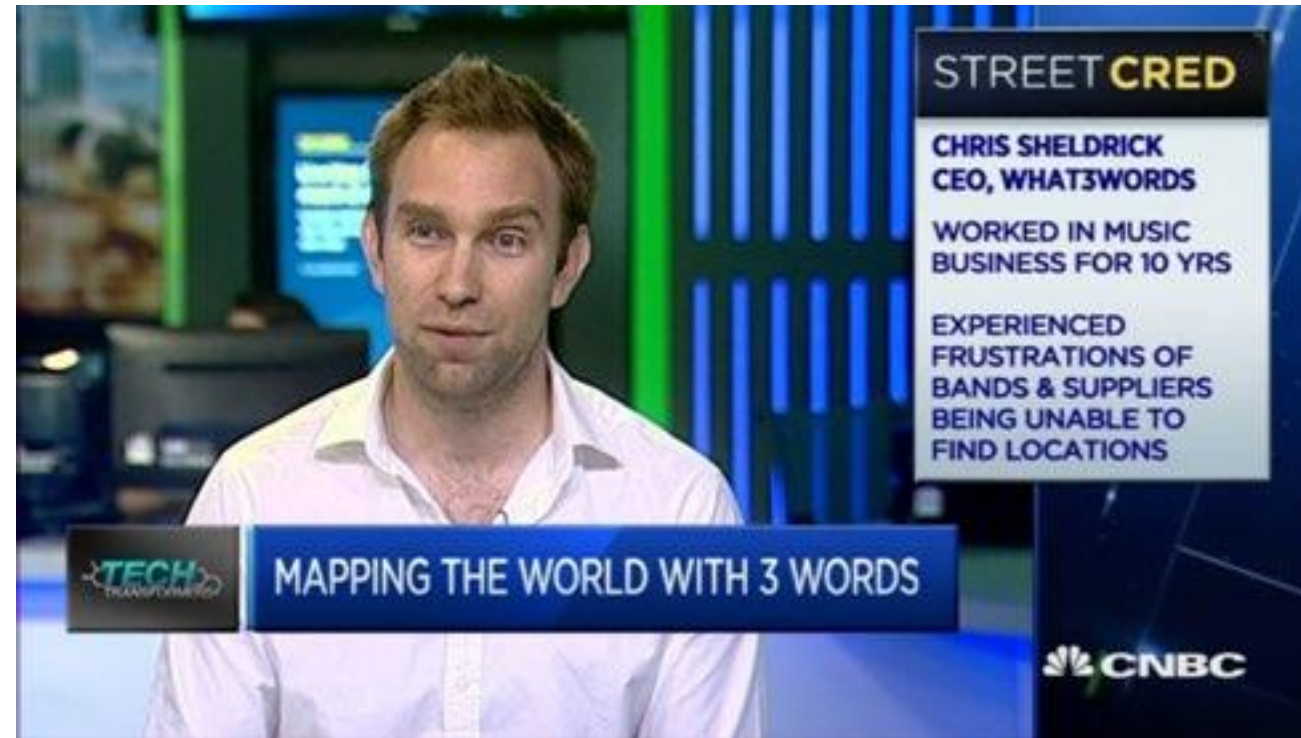 STREET CRED
CHRIS SHELDRICK
CEO, WHAT3WORDS
WORKED IN MUSIC
BUSINESS FOR 10 YRS
EXPERIENCED
FRUSTRATIONS OF
BANDS & SUPPLIERS
BEING UNABLE TO
FIND LOCATIONS
TECH
TRANSFORMERS
MAPPING THE WORLD WITH 3 WORDS
CNBC